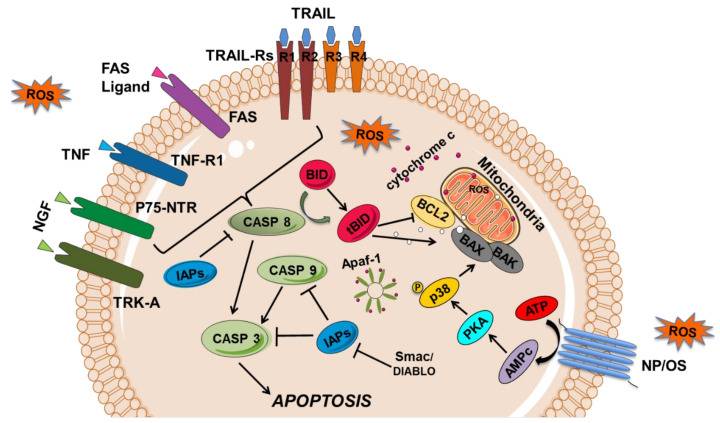 TRAIL
TRAIL-Rs
R1
R2
R3
R4
FAS
Ligand
FAS
ROS
TNF
TNF-R1
NGF
P75-NTR
TRK-A
ROS
BID
tBID
cytochrome c
Mitochondria
ROS
BCL2
BAX
BAK
CASP 8
IAPs
CASP 9
Apaf-1
CASP 3
IAPs
Smac/
DIABLO
APOPTOSIS
P
p38
PKA
AMPc
ATP
ROS
NP/OS